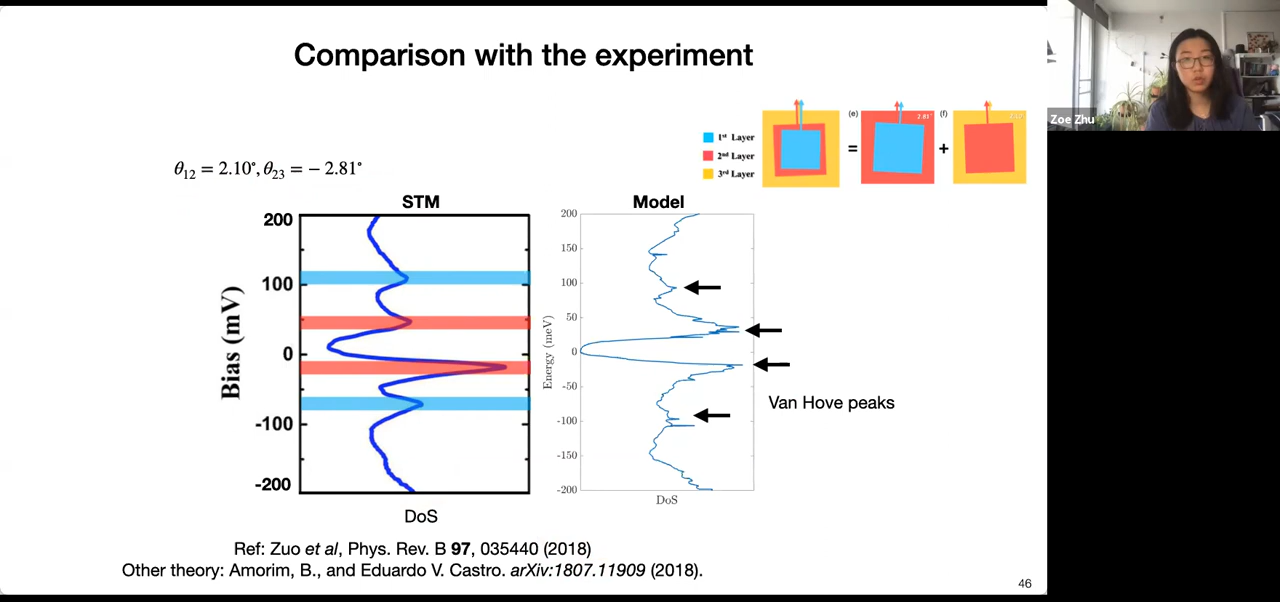 Comparison with the experiment
Zoe Zhu
1st Layer
2nd Layer
3rd Layer
(e)
2.81°
(f)
=
+
θ12 = 2.10°, θ23 = − 2.81°
STM
Model
200
100
0
-100
-200
Bias (mV)
DoS
200
150
100
50
0
-50
-100
-150
-200
Energy (meV)
DoS
Van Hove peaks
Ref: Zuo et al, Phys. Rev. B 97, 035440 (2018)
Other theory: Amorim, B., and Eduardo V. Castro. arXiv:1807.11909 (2018).
46